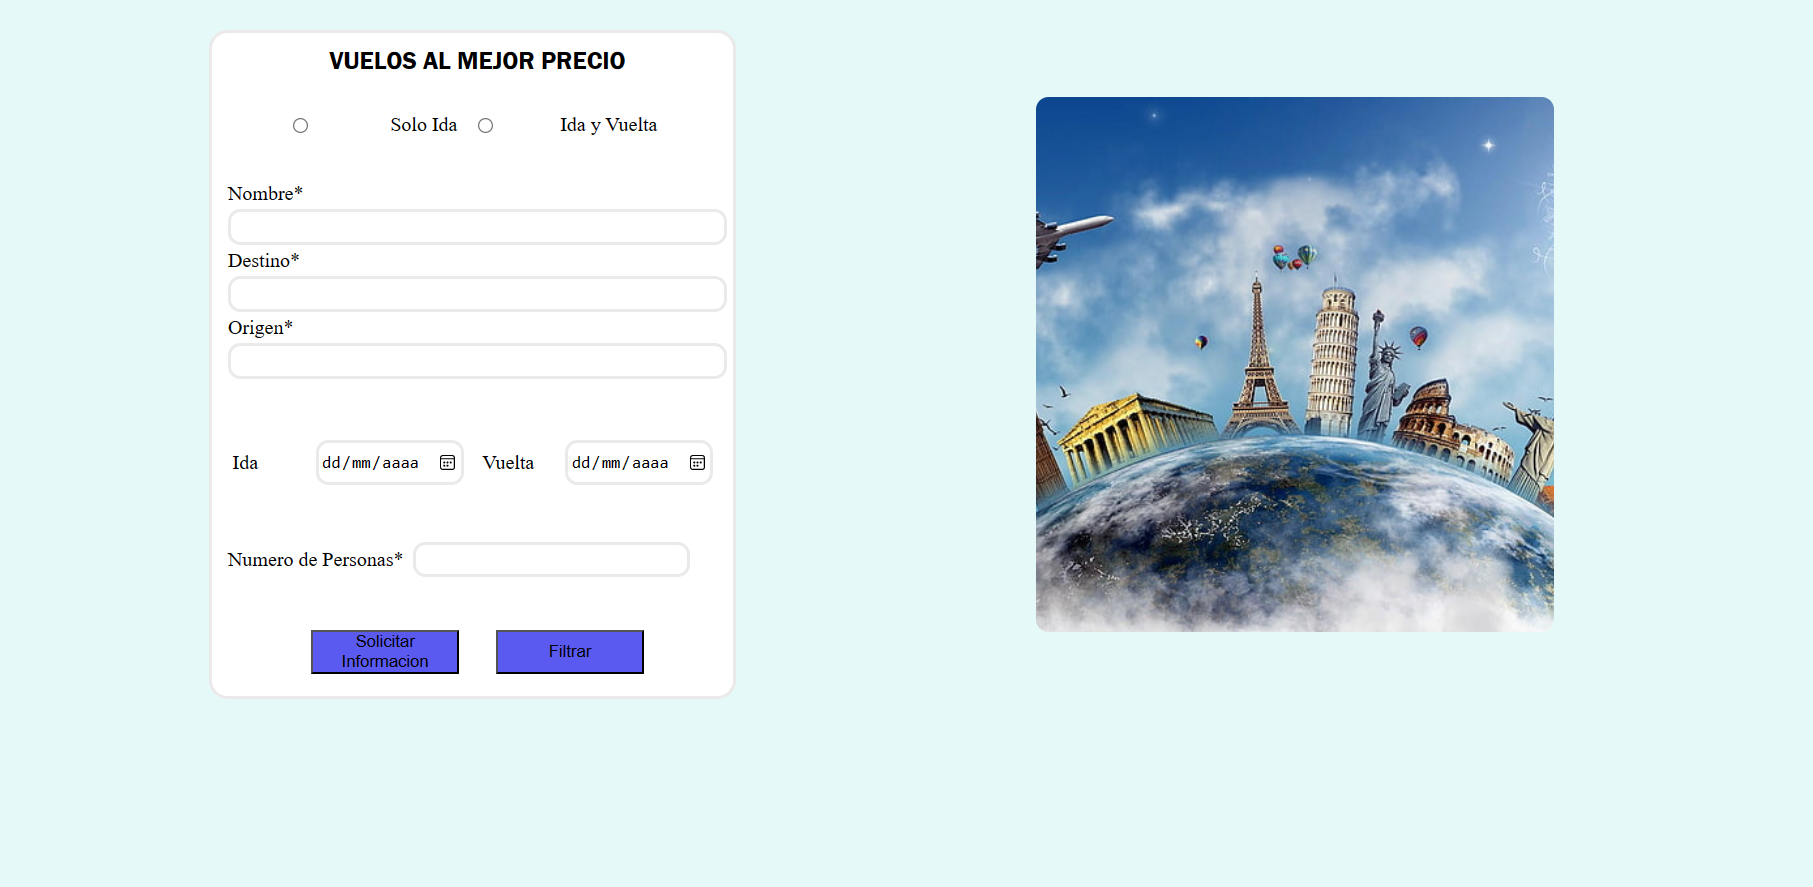 VUELOS AL MEJOR PRECIO
Solo Ida Ida y Vuelta
Nombre*
Destino*
Origen*
Ida dd/mm/aaaa Vuelta dd/mm/aaaa
Numero de Personas*
Solicitar Informacion
Filtrar